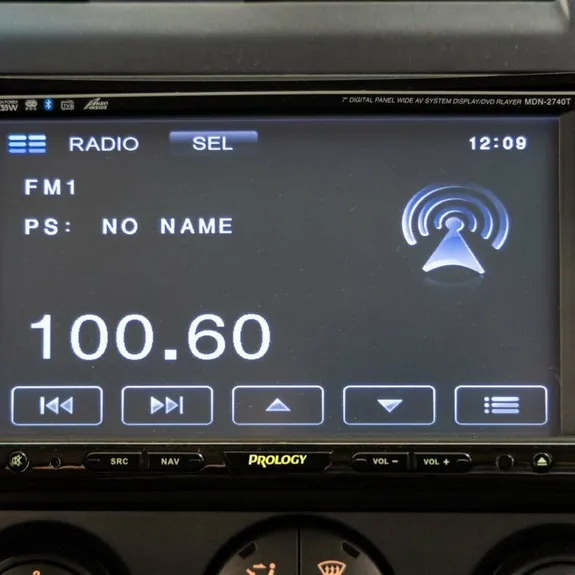 7" DIGITAL PANEL WIDE AV SYSTEM DISPLAY/DVD PLAYER MDN-2740T
RADIO SEL 12:09
FM1
PS: NO NAME
100.60
SRC NAV PROLOGY VOL - VOL +